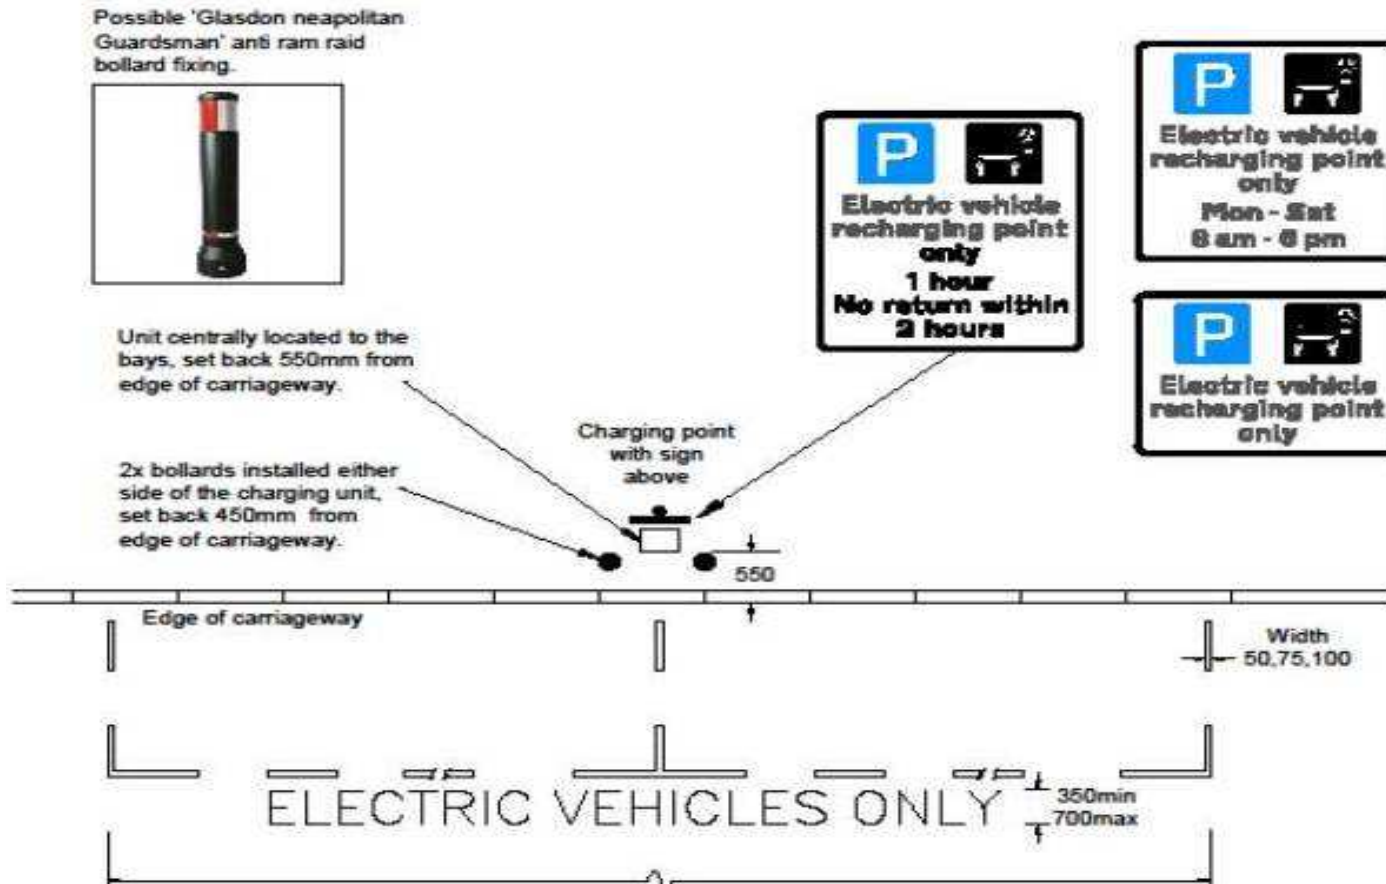 Possible 'Glasdon neapolitan
Guardsman' anti ram raid
bollard fixing.
Unit centrally located to the
bays, set back 550mm from
edge of carriageway.
2x bollards installed either
side of the charging unit,
set back 450mm from
edge of carriageway.
Charging point
with sign
above
P
Electric vehicle
recharging point
only
1 hour
No return within
2 hours
P
Electric vehicle
recharging point
only
Mon - Sat
8 am - 6 pm
P
Electric vehicle
recharging point
only
550
Edge of carriageway
Width
50,75,100
ELECTRIC VEHICLES ONLY
350min
700max